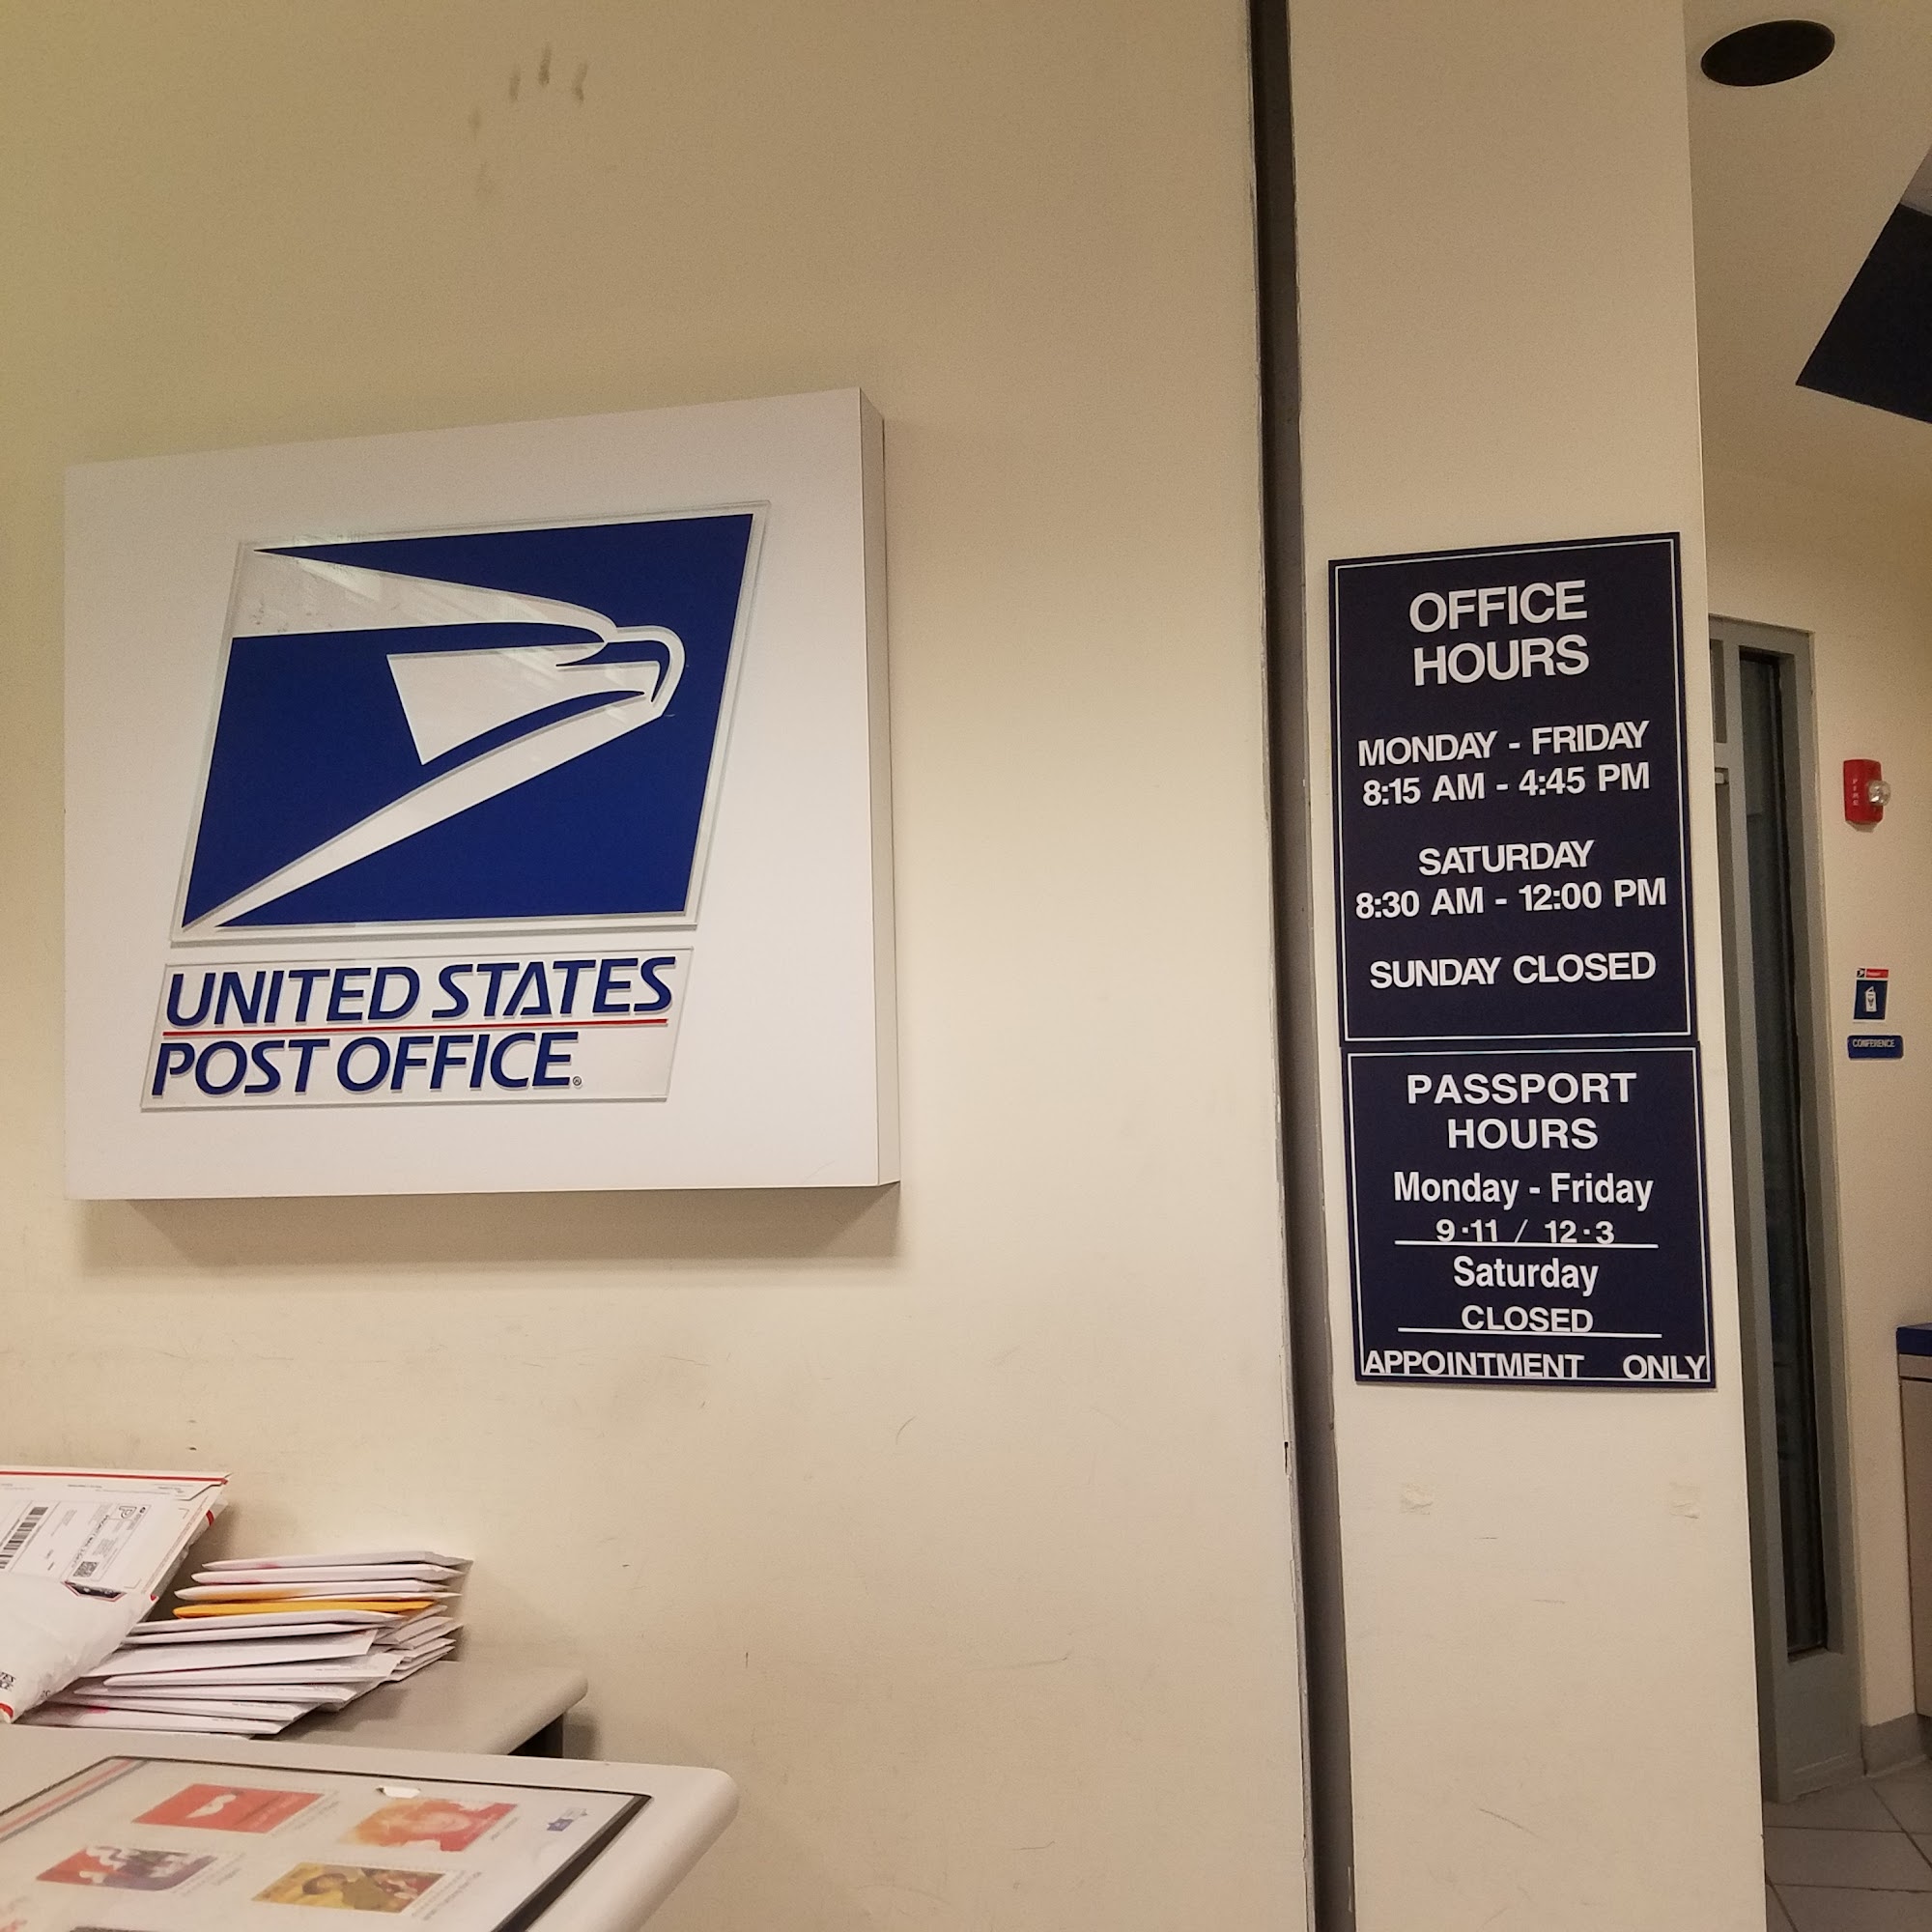 UNITED STATES
POST OFFICE®
OFFICE
HOURS
MONDAY - FRIDAY
8:15 AM - 4:45 PM
SATURDAY
8:30 AM - 12:00 PM
SUNDAY CLOSED
PASSPORT
HOURS
Monday - Friday
9·11 / 12·3
Saturday
CLOSED
APPOINTMENT ONLY
FIRE
CONFERENCE